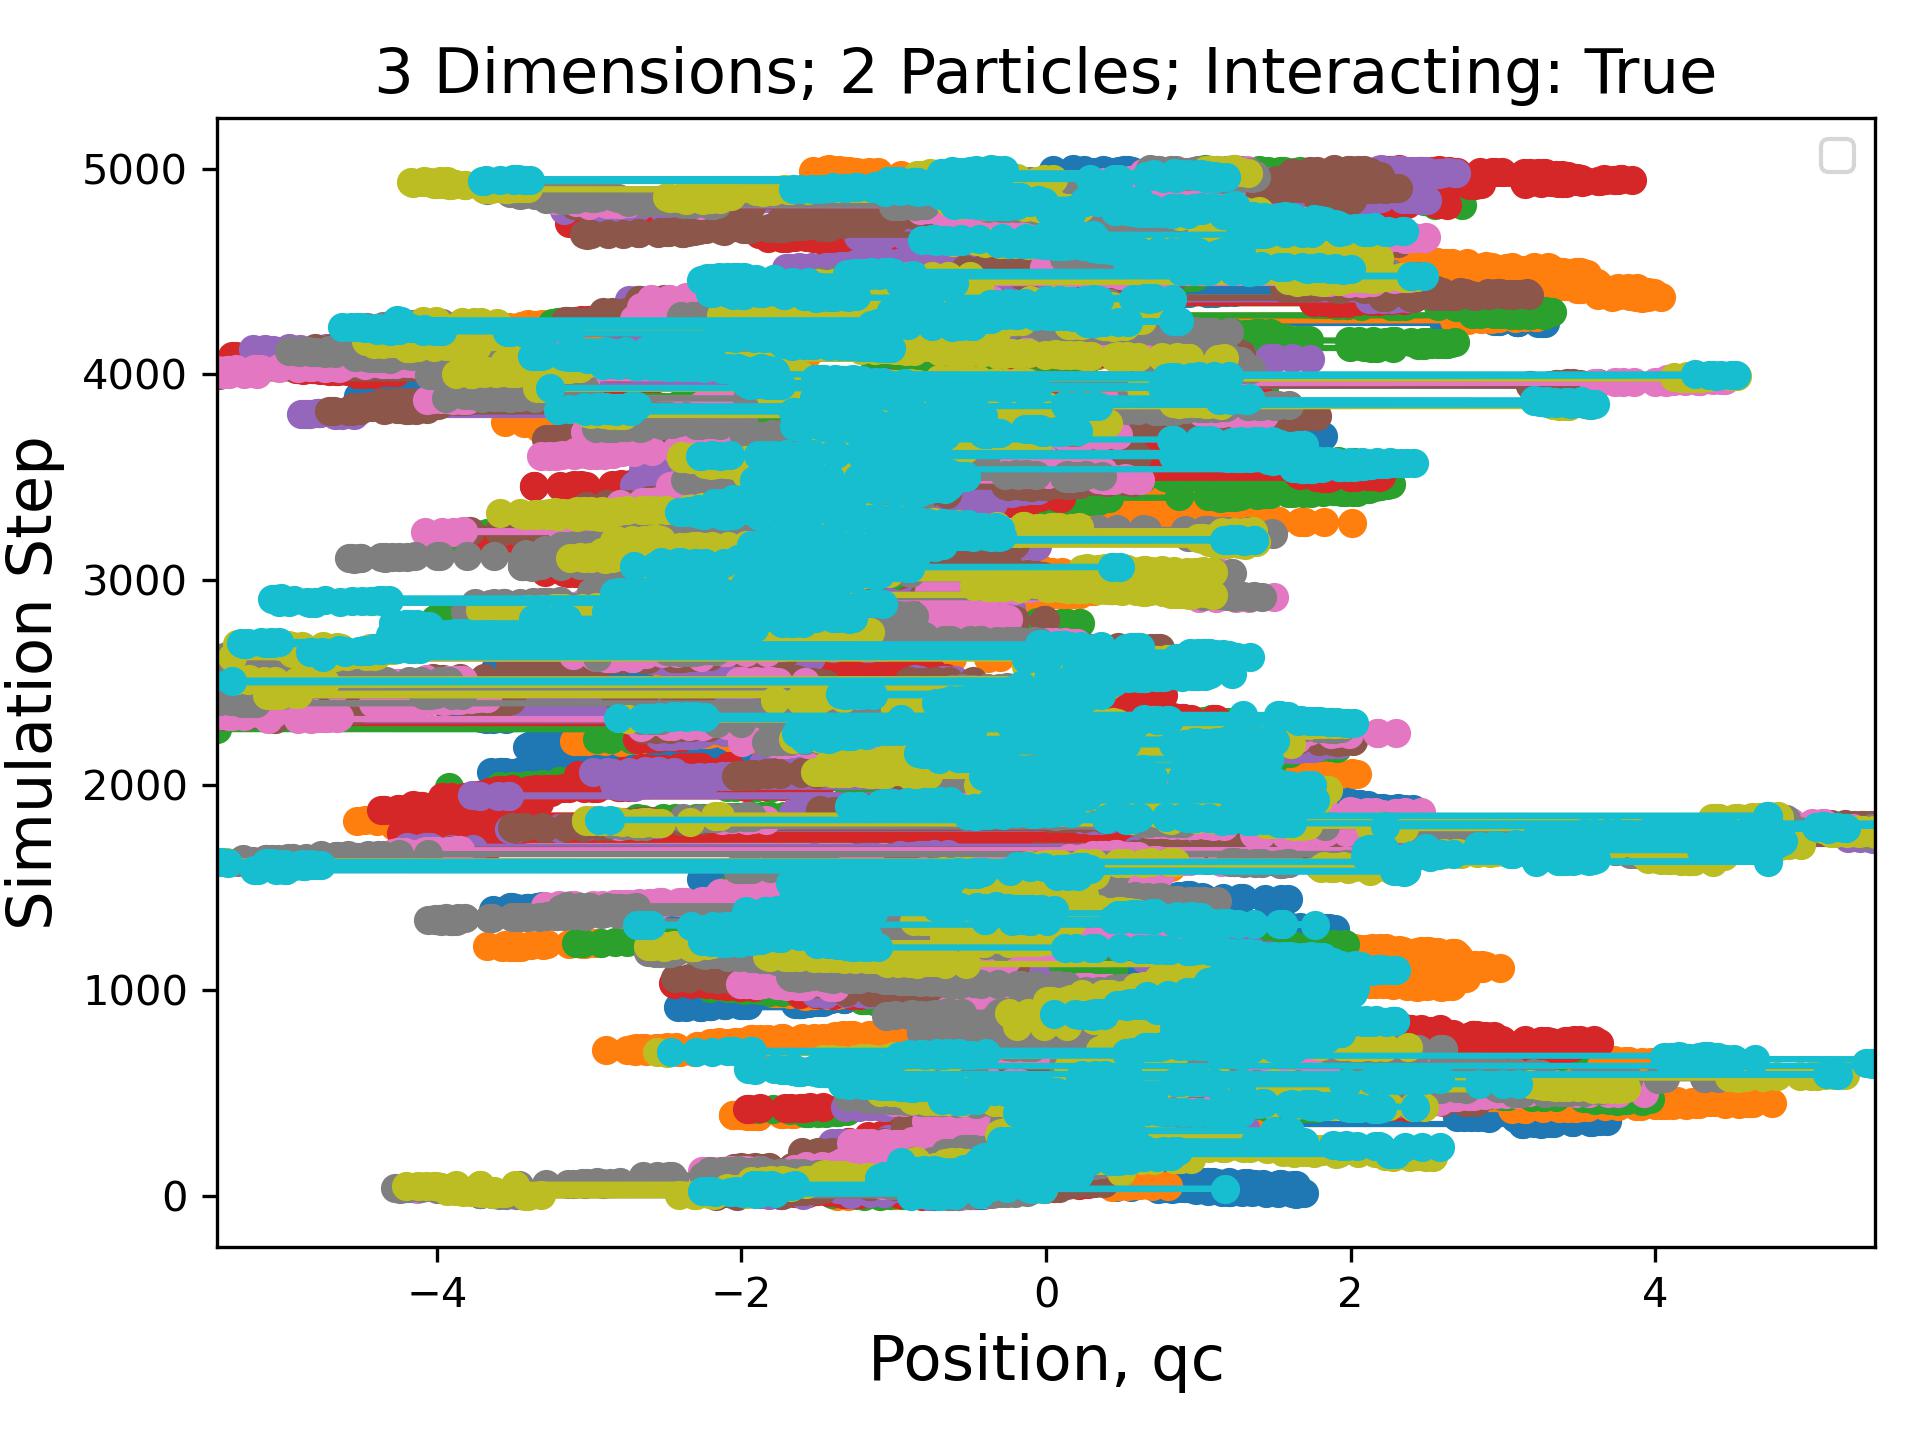 3 Dimensions; 2 Particles; Interacting: True
5000
4000
3000
2000
1000
0
Simulation Step
−4 −2 0 2 4
Position, qc